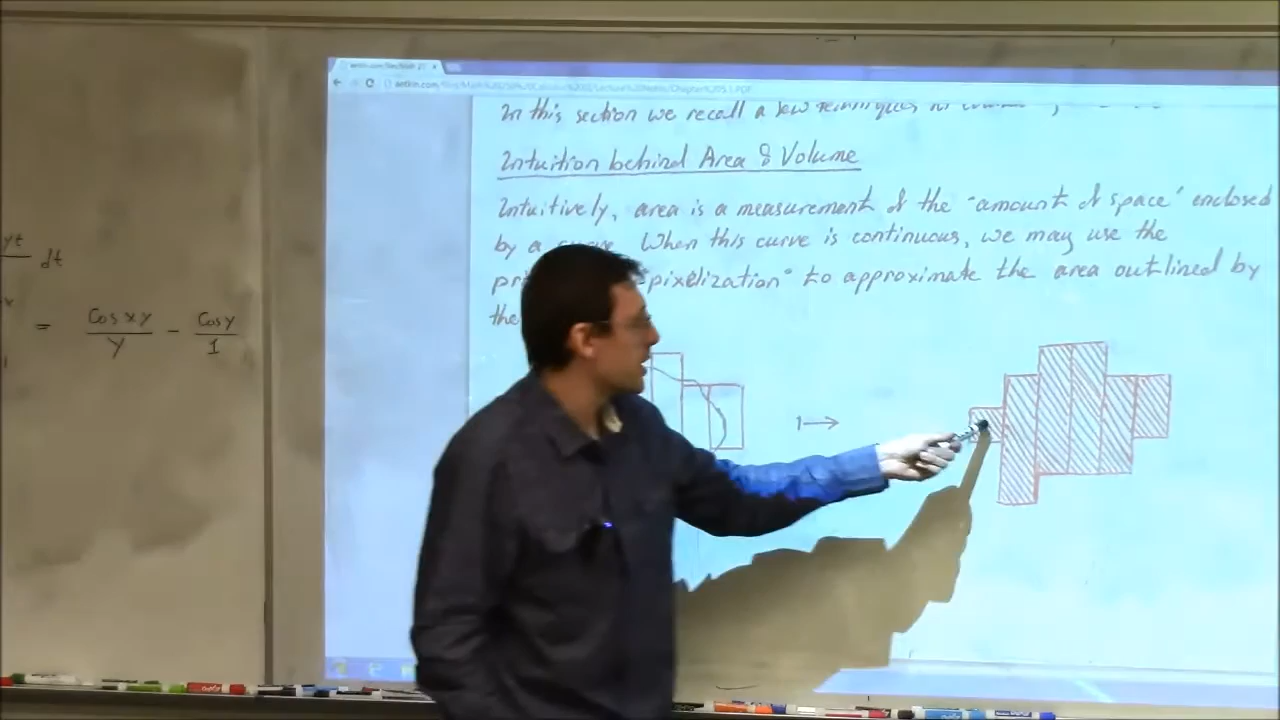 In this section we recall a few techniques
Intuition behind Area & Volume
Intuitively, area is a measurement of the "amount of space" enclosed
by a curve. When this curve is continuous, we may use the
"pixelization" to approximate the area outlined by
the
yt
dt
= Cos xy / y - Cos y / 1